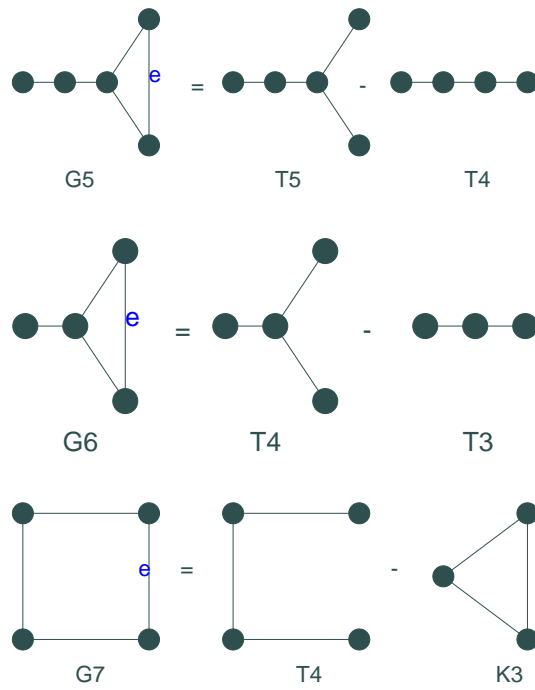 e
= -
G5 T5 T4
e
= -
G6 T4 T3
e
= -
G7 T4 K3